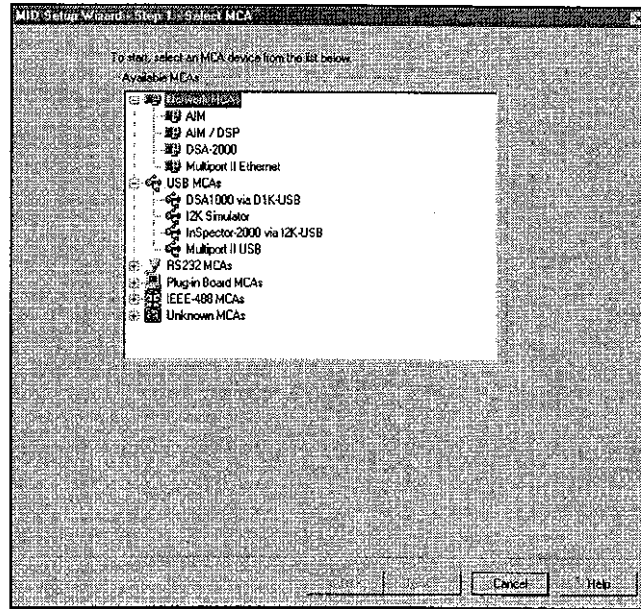 MID Setup Wizard - Step 1 - Select MCA
To start, select an MCA device from the list below.
Available MCAs
Network MCAs
AIM
AIM / DSP
DSA-2000
Multiport II Ethernet
USB MCAs
DSA1000 via D1K-USB
I2K Simulator
InSpector-2000 via I2K-USB
Multiport II USB
RS232 MCAs
Plug-in Board MCAs
IEEE-488 MCAs
Unknown MCAs
Cancel
Help